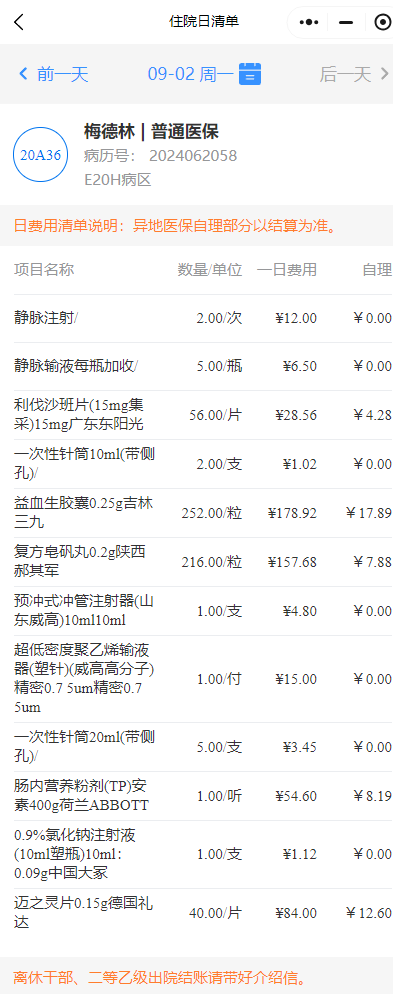 住院日清单
前一天
09-02 周一
后一天
20A36
梅德林 | 普通医保
病历号： 2024062058
E20H病区
日费用清单说明：异地医保自理部分以结算为准。
项目名称 数量/单位 一日费用 自理
静脉注射/ 2.00/次 ¥12.00 ￥0.00
静脉输液每瓶加收/ 5.00/瓶 ¥6.50 ￥0.00
利伐沙班片(15mg集
采)15mg广东东阳光 56.00/片 ¥28.56 ￥4.28
一次性针筒10ml(带侧
孔)/ 2.00/支 ¥1.02 ￥0.00
益血生胶囊0.25g吉林
三九 252.00/粒 ¥178.92 ￥17.89
复方皂矾丸0.2g陕西
郝其军 216.00/粒 ¥157.68 ￥7.88
预冲式冲管注射器(山
东威高)10ml10ml 1.00/支 ¥4.80 ￥0.00
超低密度聚乙烯输液
器(塑针)(威高高分子)
精密0.7 5um精密0.7
5um 1.00/付 ¥15.00 ￥0.00
一次性针筒20ml(带侧
孔)/ 5.00/支 ¥3.45 ￥0.00
肠内营养粉剂(TP)安
素400g荷兰ABBOTT 1.00/听 ¥54.60 ￥8.19
0.9%氯化钠注射液
(10ml塑瓶)10ml：
0.09g中国大冢 1.00/支 ¥1.12 ￥0.00
迈之灵片0.15g德国礼
达 40.00/片 ¥84.00 ￥12.60
离休干部、二等乙级出院结账请带好介绍信。